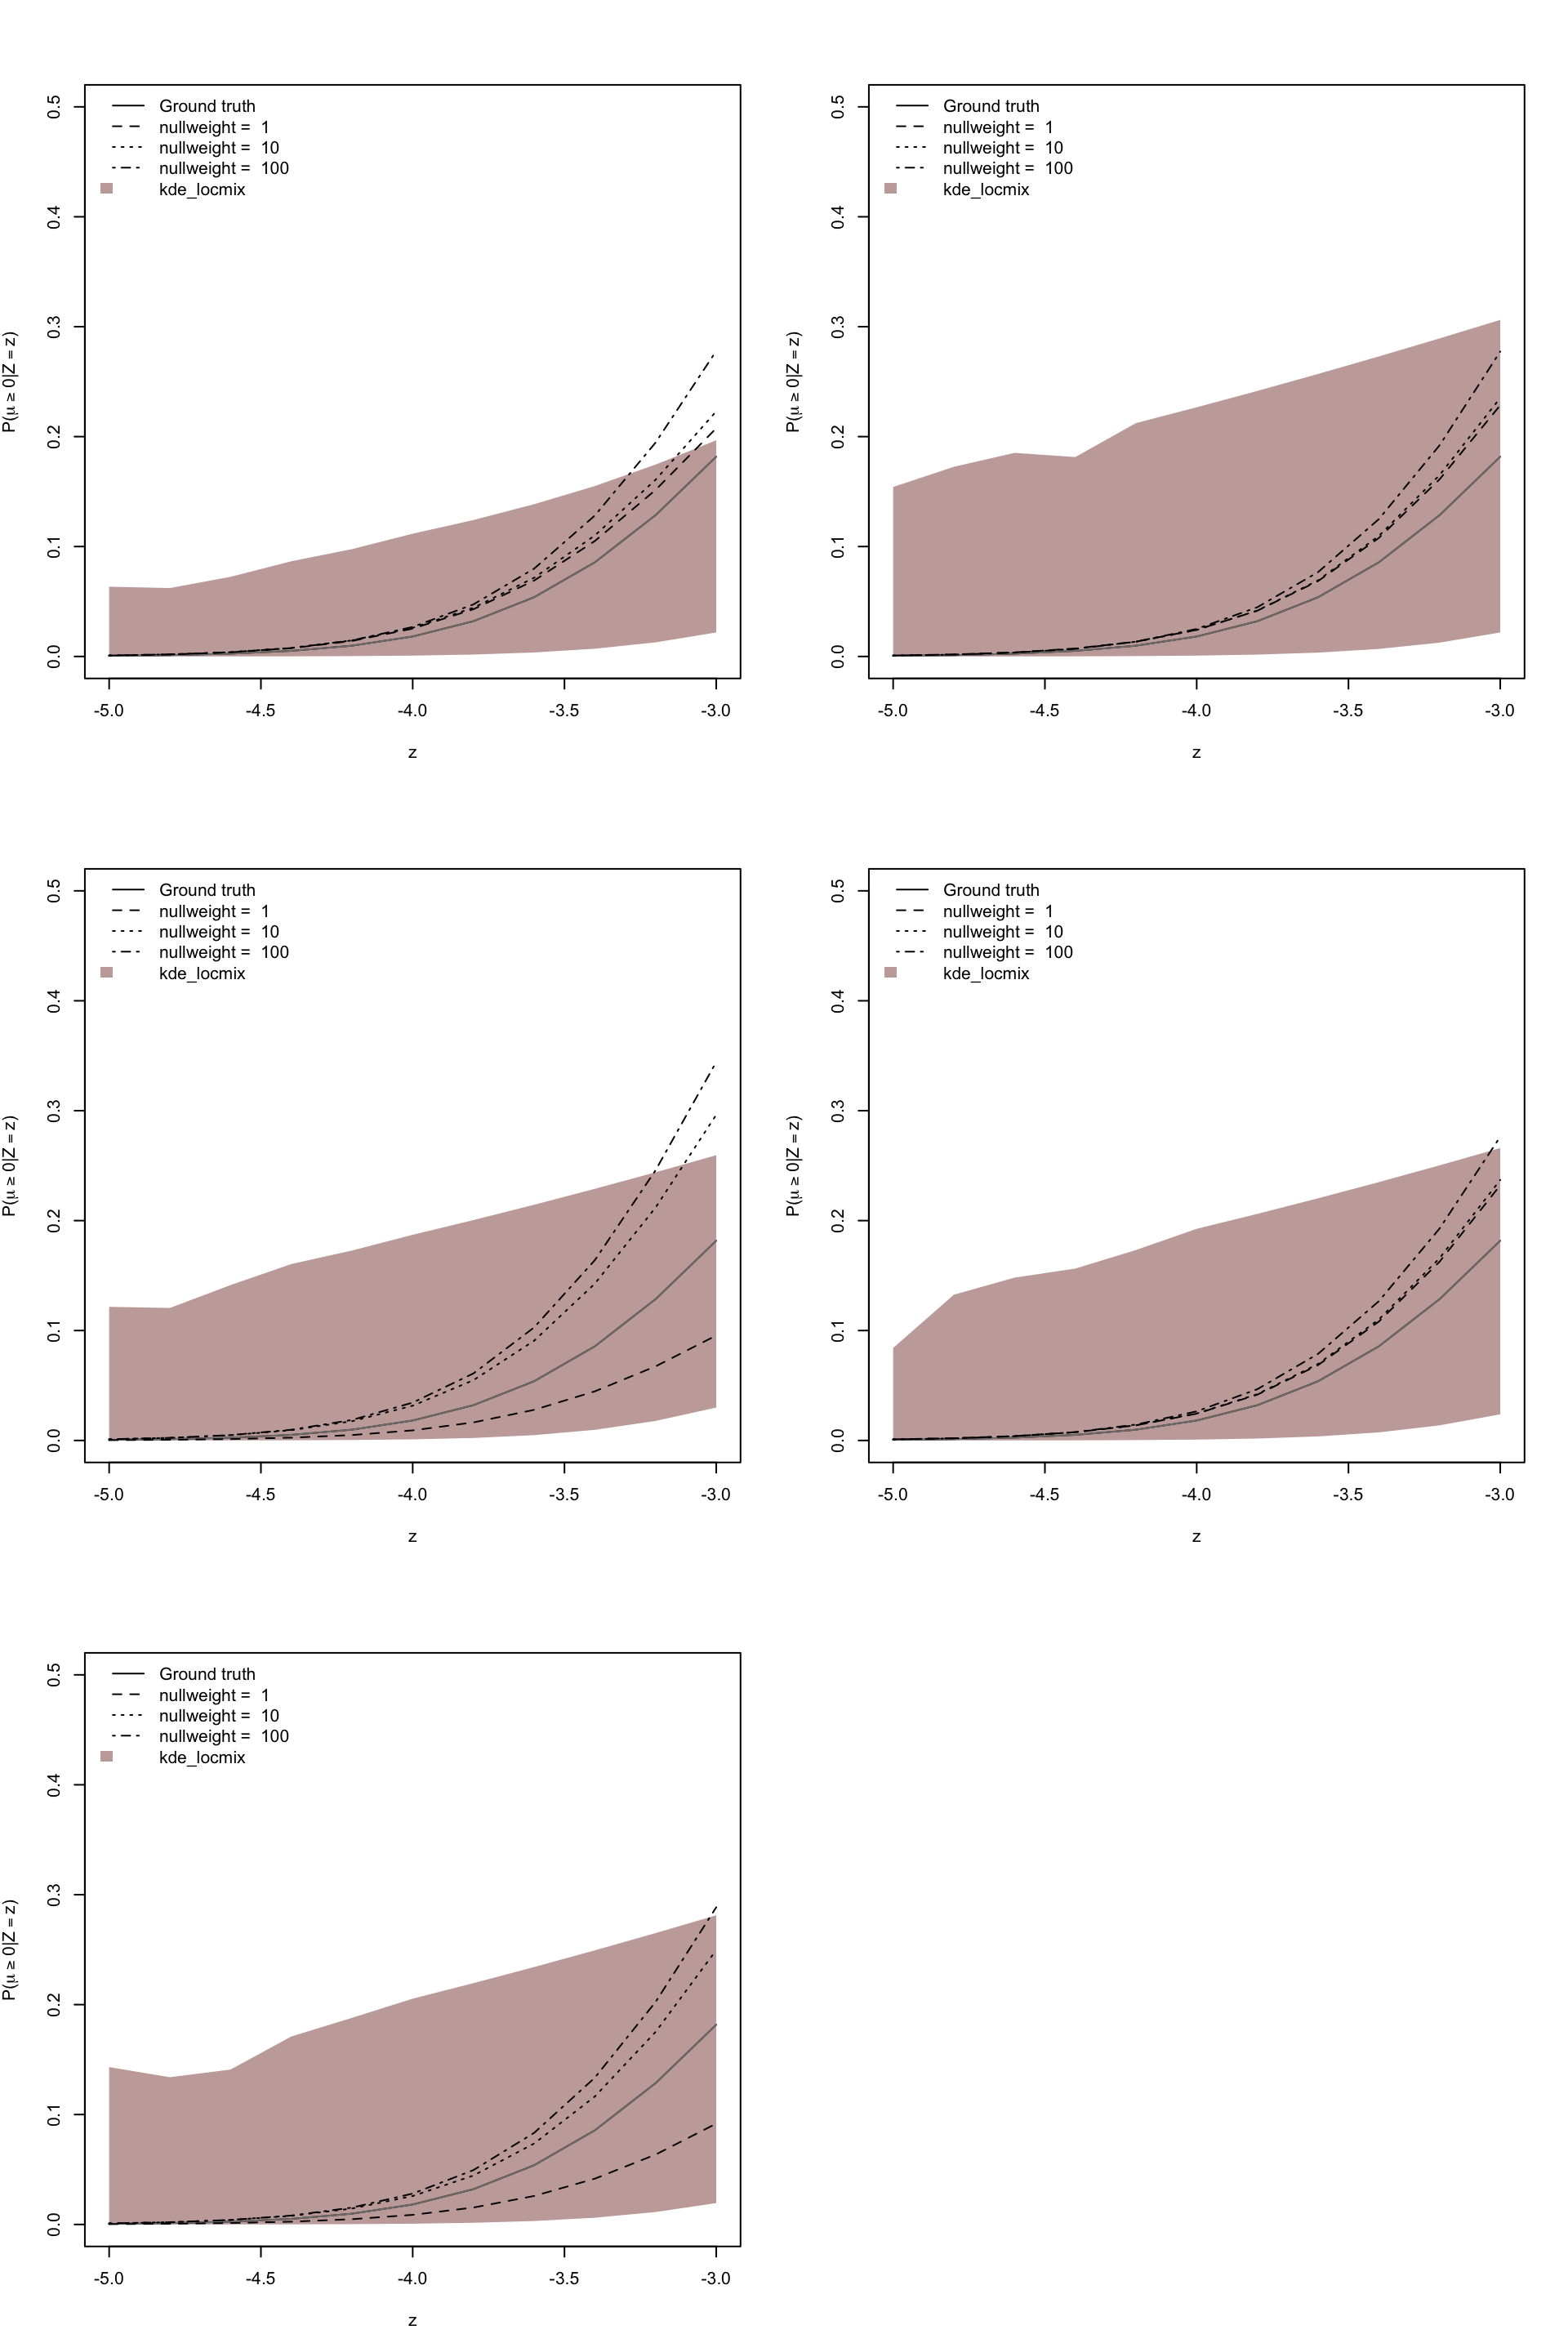 Ground truth
nullweight = 1
nullweight = 10
nullweight = 100
kde_locmix
P(μ ≥ 0|Z = z)
0.5
0.4
0.3
0.2
0.1
0.0
-5.0 -4.5 -4.0 -3.5 -3.0
z
Ground truth
nullweight = 1
nullweight = 10
nullweight = 100
kde_locmix
P(μ ≥ 0|Z = z)
0.5
0.4
0.3
0.2
0.1
0.0
-5.0 -4.5 -4.0 -3.5 -3.0
z
Ground truth
nullweight = 1
nullweight = 10
nullweight = 100
kde_locmix
P(μ ≥ 0|Z = z)
0.5
0.4
0.3
0.2
0.1
0.0
-5.0 -4.5 -4.0 -3.5 -3.0
z
Ground truth
nullweight = 1
nullweight = 10
nullweight = 100
kde_locmix
P(μ ≥ 0|Z = z)
0.5
0.4
0.3
0.2
0.1
0.0
-5.0 -4.5 -4.0 -3.5 -3.0
z
Ground truth
nullweight = 1
nullweight = 10
nullweight = 100
kde_locmix
P(μ ≥ 0|Z = z)
0.5
0.4
0.3
0.2
0.1
0.0
-5.0 -4.5 -4.0 -3.5 -3.0
z